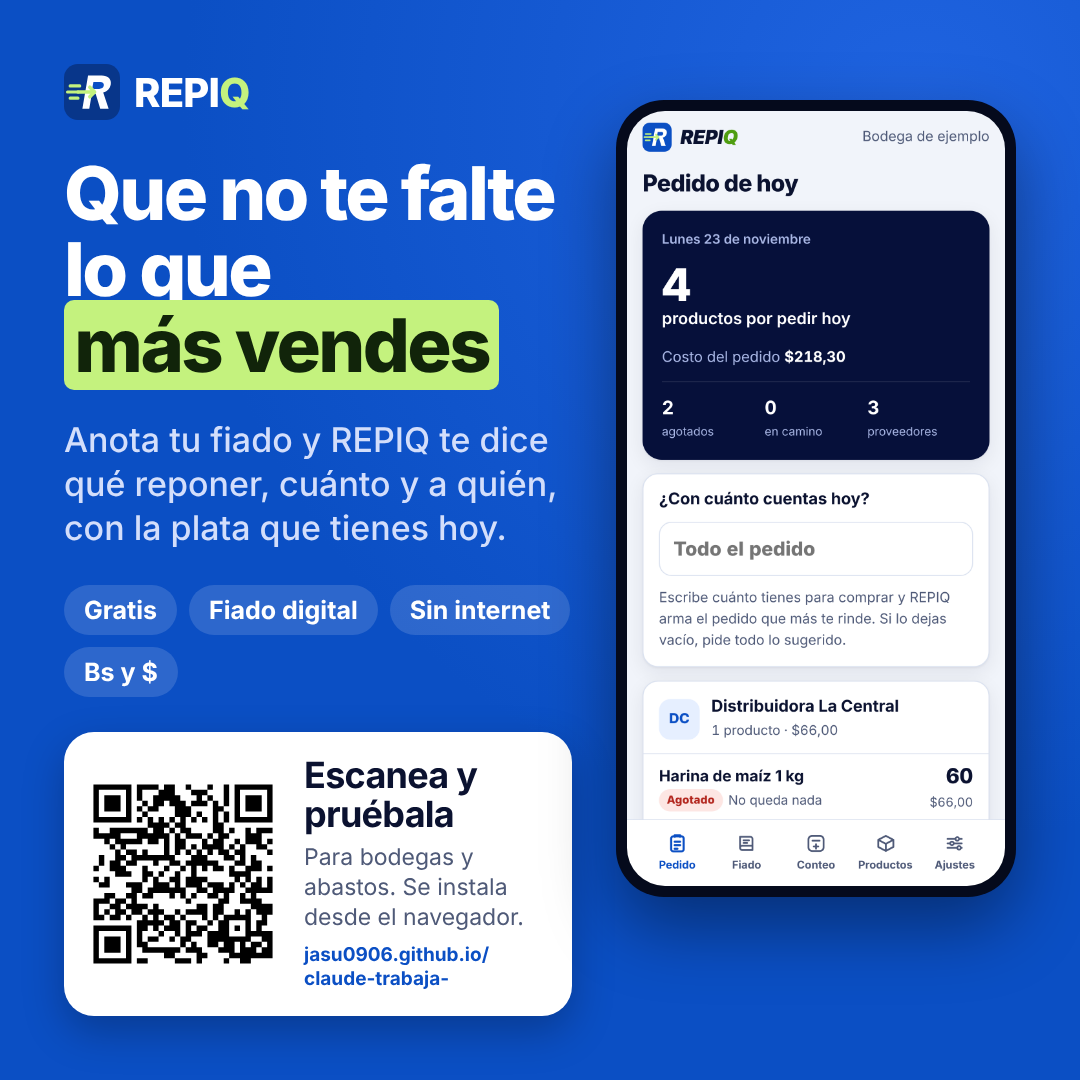 REPIQ
Que no te falte
lo que
más vendes
Anota tu fiado y REPIQ te dice
qué reponer, cuánto y a quién,
con la plata que tienes hoy.
Gratis
Fiado digital
Sin internet
Bs y $
Escanea y
pruébala
Para bodegas y
abastos. Se instala
desde el navegador.
jasu0906.github.io/
claude-trabaja-
REPIQ
Bodega de ejemplo
Pedido de hoy
Lunes 23 de noviembre
4
productos por pedir hoy
Costo del pedido $218,30
2
agotados
0
en camino
3
proveedores
¿Con cuánto cuentas hoy?
Todo el pedido
Escribe cuánto tienes para comprar y REPIQ
arma el pedido que más te rinde. Si lo dejas
vacío, pide todo lo sugerido.
DC
Distribuidora La Central
1 producto · $66,00
Harina de maíz 1 kg
60
Agotado
No queda nada
$66,00
Pedido
Fiado
Conteo
Productos
Ajustes